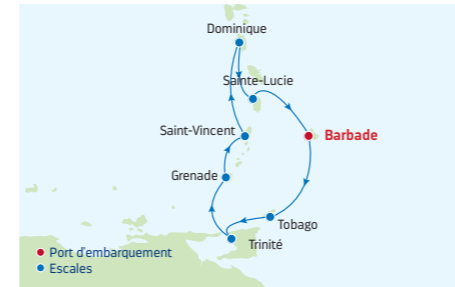 Dominique
Sainte-Lucie
Saint-Vincent
Barbade
Grenade
Tobago
Trinité
Port d'embarquement
Escales